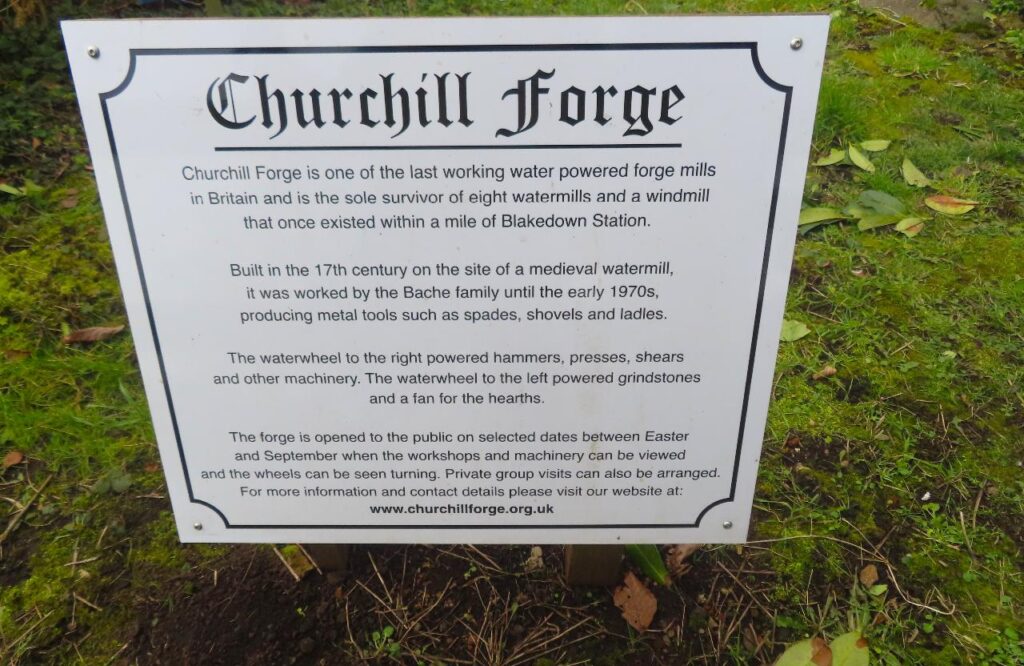 Churchill Forge
Churchill Forge is one of the last working water powered forge mills
in Britain and is the sole survivor of eight watermills and a windmill
that once existed within a mile of Blakedown Station.
Built in the 17th century on the site of a medieval watermill,
it was worked by the Bache family until the early 1970s,
producing metal tools such as spades, shovels and ladles.
The waterwheel to the right powered hammers, presses, shears
and other machinery. The waterwheel to the left powered grindstones
and a fan for the hearths.
The forge is opened to the public on selected dates between Easter
and September when the workshops and machinery can be viewed
and the wheels can be seen turning. Private group visits can also be arranged.
For more information and contact details please visit our website at:
www.churchillforge.org.uk